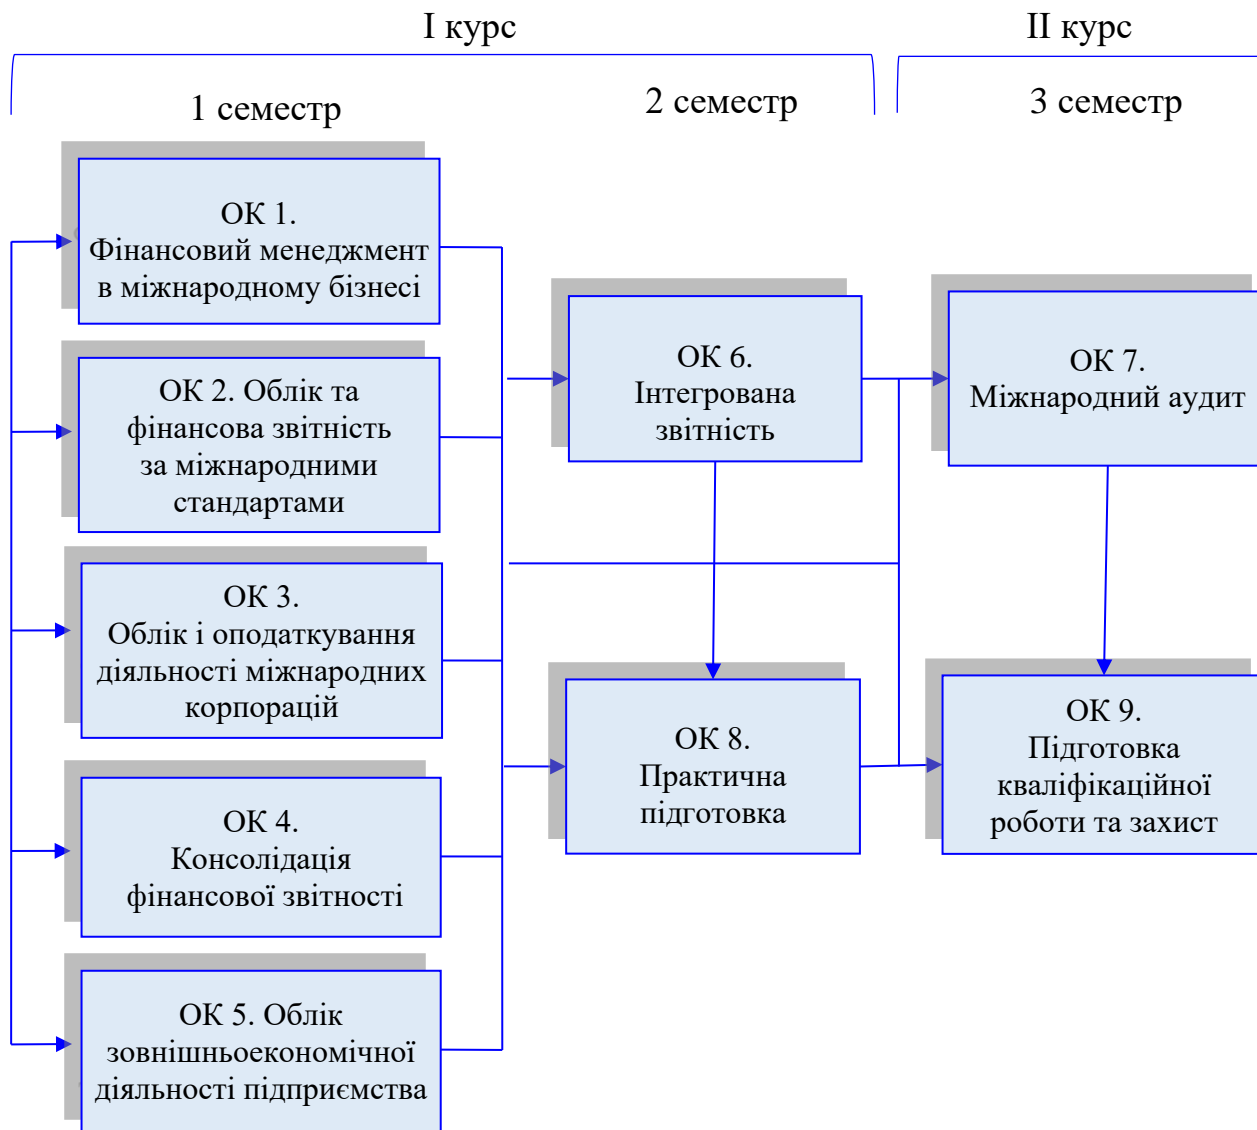 І курс
ІІ курс
1 семестр
2 семестр
3 семестр
ОК 1.
Фінансовий менеджмент
в міжнародному бізнесі
ОК 2. Облік та
фінансова звітність
за міжнародними
стандартами
ОК 3.
Облік і оподаткування
діяльності міжнародних
корпорацій
ОК 4.
Консолідація
фінансової звітності
ОК 5. Облік
зовнішньоекономічної
діяльності підприємства
ОК 6.
Інтегрована
звітність
ОК 8.
Практична
підготовка
ОК 7.
Міжнародний аудит
ОК 9.
Підготовка
кваліфікаційної
роботи та захист